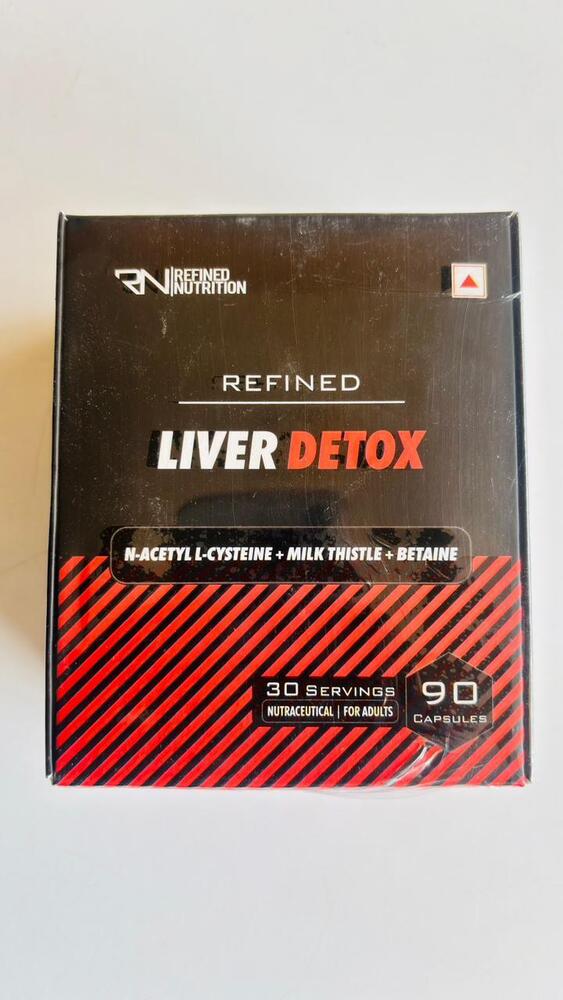 RN REFINED
NUTRITION
REFINED
LIVER DETOX
N-ACETYL L-CYSTEINE + MILK THISTLE + BETAINE
30 SERVINGS
NUTRACEUTICAL | FOR ADULTS
90
CAPSULES